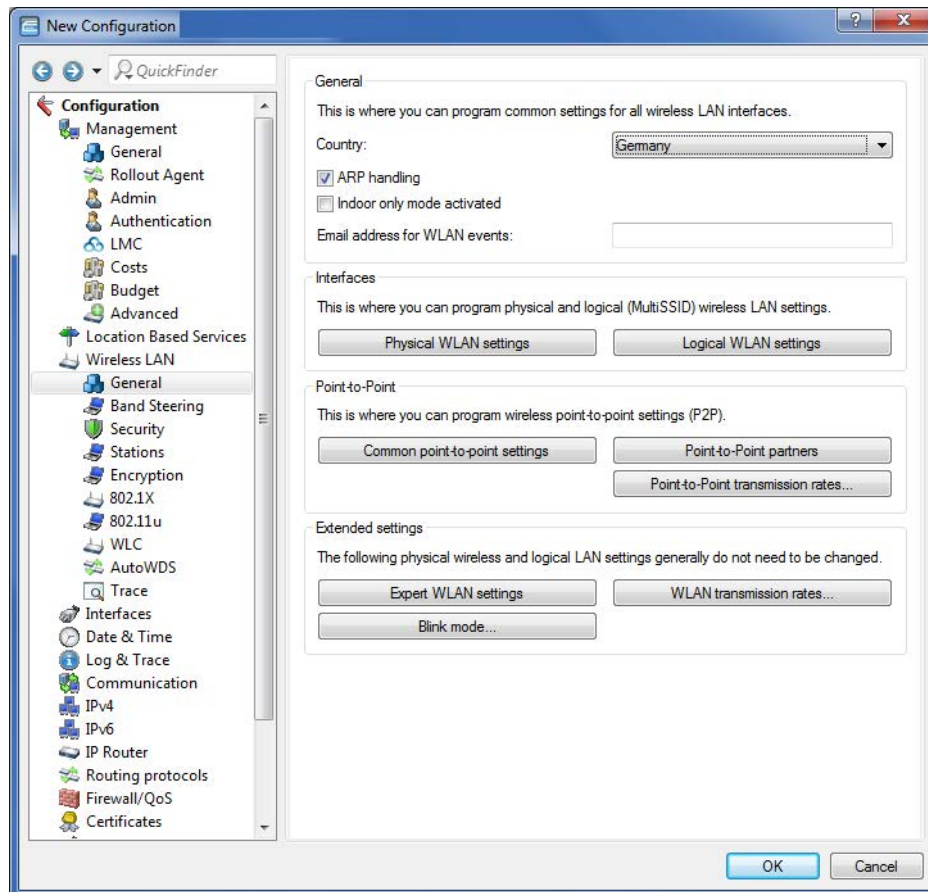 New Configuration
?
QuickFinder
Configuration
Management
General
Rollout Agent
Admin
Authentication
LMC
Costs
Budget
Advanced
Location Based Services
Wireless LAN
General
Band Steering
Security
Stations
Encryption
802.1X
802.11u
WLC
AutoWDS
Trace
Interfaces
Date & Time
Log & Trace
Communication
IPv4
IPv6
IP Router
Routing protocols
Firewall/QoS
Certificates
General
This is where you can program common settings for all wireless LAN interfaces.
Country: Germany
ARP handling
Indoor only mode activated
Email address for WLAN events:
Interfaces
This is where you can program physical and logical (MultiSSID) wireless LAN settings.
Physical WLAN settings Logical WLAN settings
Point-to-Point
This is where you can program wireless point-to-point settings (P2P).
Common point-to-point settings Point-to-Point partners
Point-to-Point transmission rates...
Extended settings
The following physical wireless and logical LAN settings generally do not need to be changed.
Expert WLAN settings WLAN transmission rates...
Blink mode...
OK Cancel